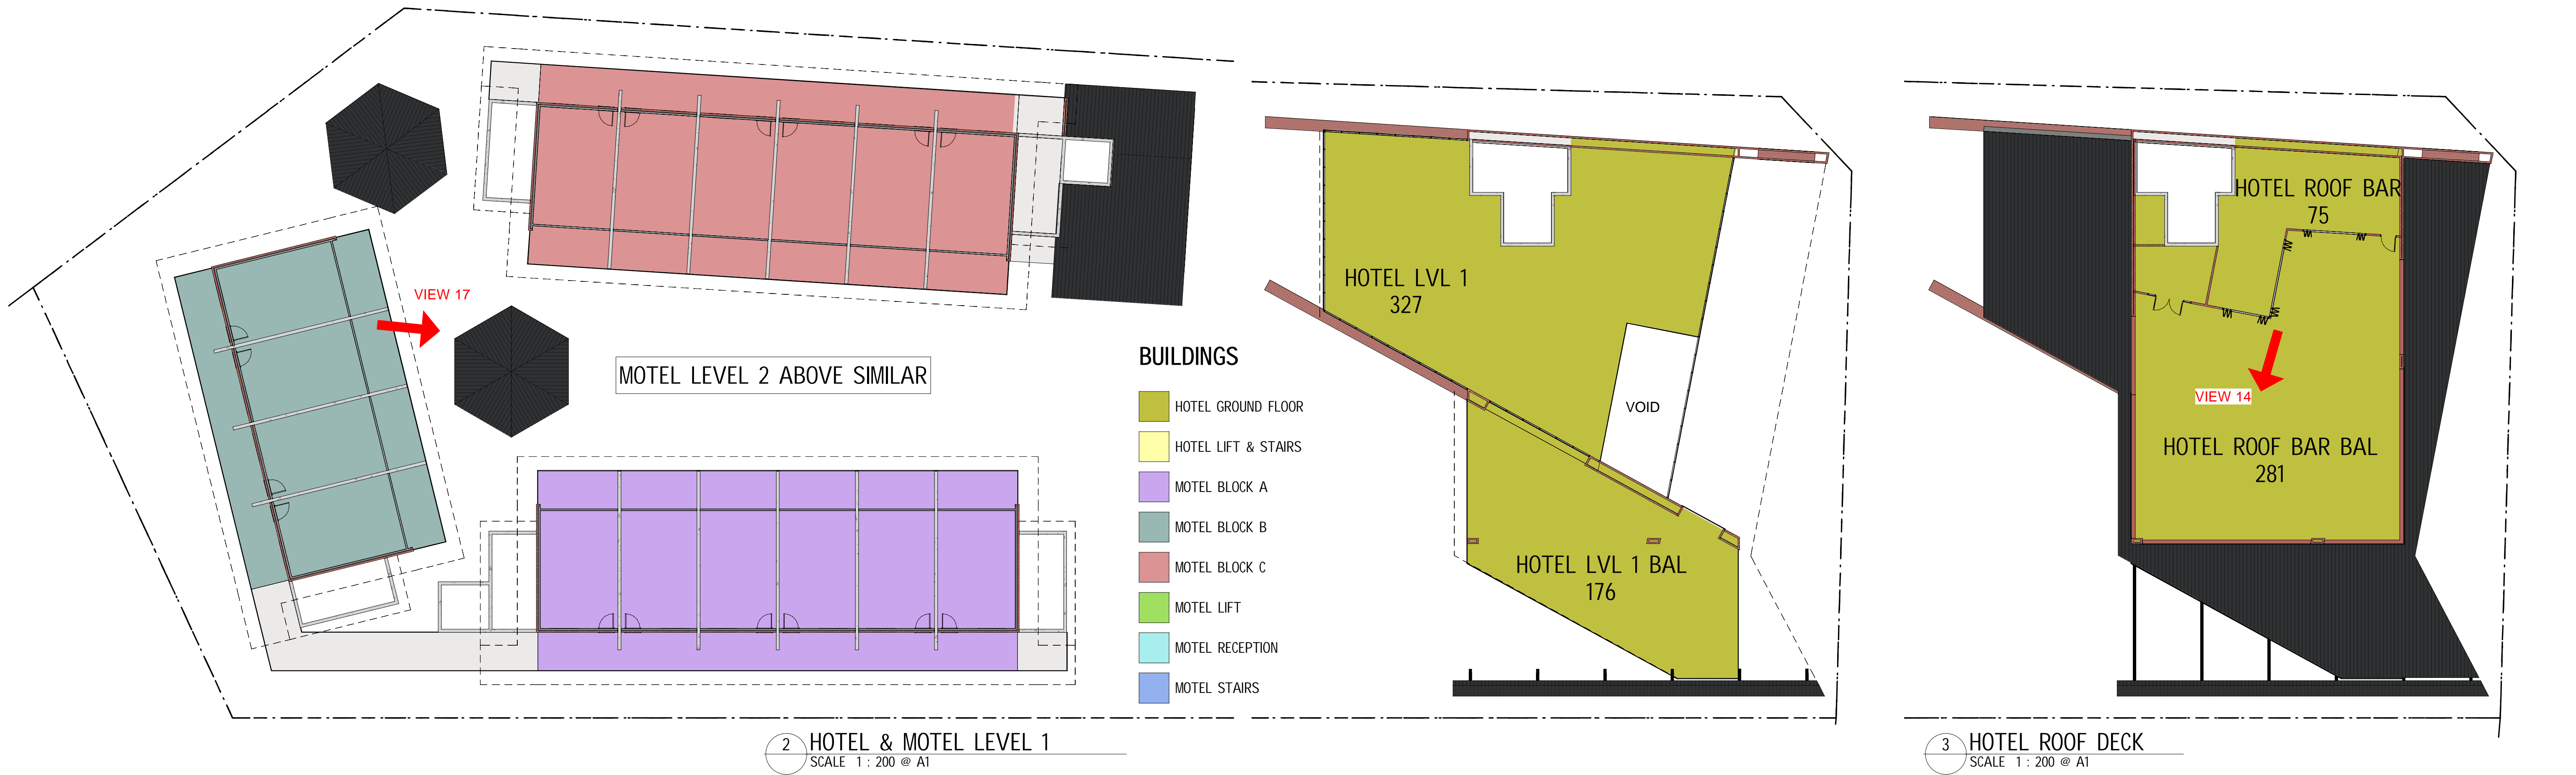 VIEW 17
MOTEL LEVEL 2 ABOVE SIMILAR
BUILDINGS
HOTEL GROUND FLOOR
HOTEL LIFT & STAIRS
MOTEL BLOCK A
MOTEL BLOCK B
MOTEL BLOCK C
MOTEL LIFT
MOTEL RECEPTION
MOTEL STAIRS
HOTEL LVL 1
327
VOID
HOTEL LVL 1 BAL
176
2
HOTEL & MOTEL LEVEL 1
SCALE 1 : 200 @ A1
HOTEL ROOF BAR
75
VIEW 14
HOTEL ROOF BAR BAL
281
3
HOTEL ROOF DECK
SCALE 1 : 200 @ A1